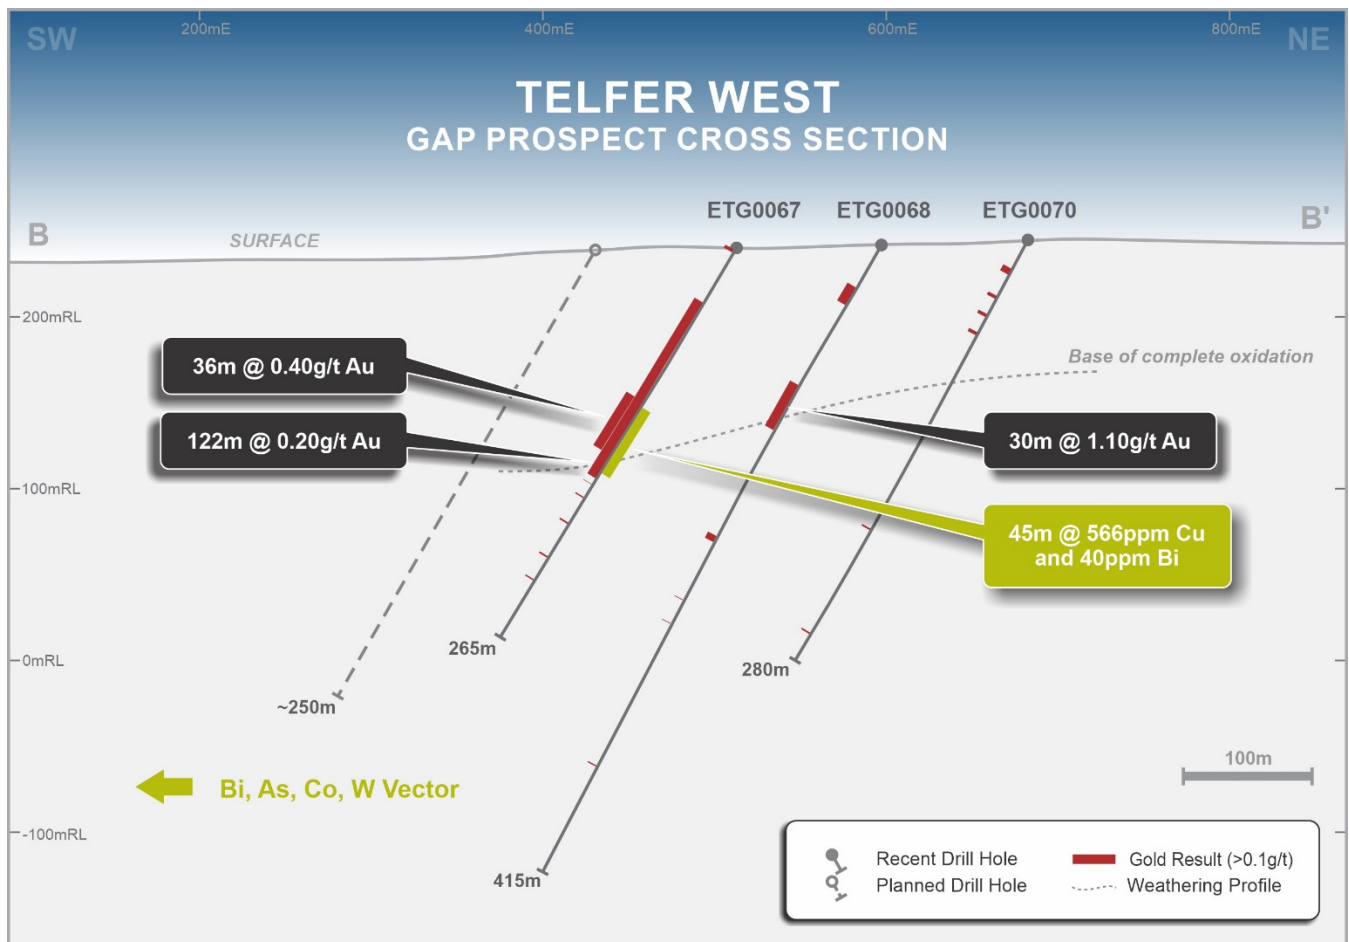 200mE
400mE
600mE
800mE
SW
NE
TELFER WEST
GAP PROSPECT CROSS SECTION
ETG0067
ETG0068
ETG0070
B
B'
SURFACE
200mRL
Base of complete oxidation
36m @ 0.40g/t Au
122m @ 0.20g/t Au
30m @ 1.10g/t Au
100mRL
45m @ 566ppm Cu
and 40ppm Bi
265m
0mRL
280m
~250m
100m
Bi, As, Co, W Vector
-100mRL
415m
Recent Drill Hole
Gold Result (>0.1g/t)
Planned Drill Hole
Weathering Profile